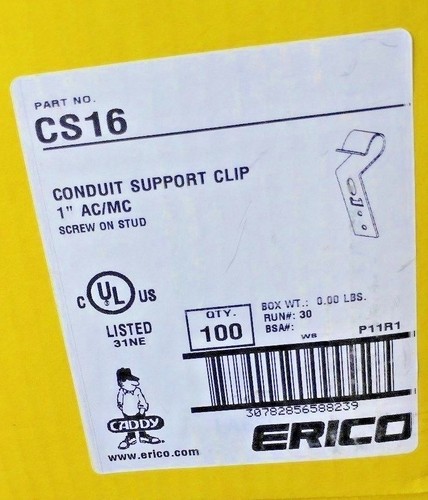 PART NO.
CS16
CONDUIT SUPPORT CLIP
1" AC/MC
SCREW ON STUD
C UL US
LISTED
31NE
QTY.
100
BOX WT.: 0.00 LBS.
RUN#: 30
BSA#:
WB
P11R1
30782856588239
CADDY
www.erico.com
ERICO